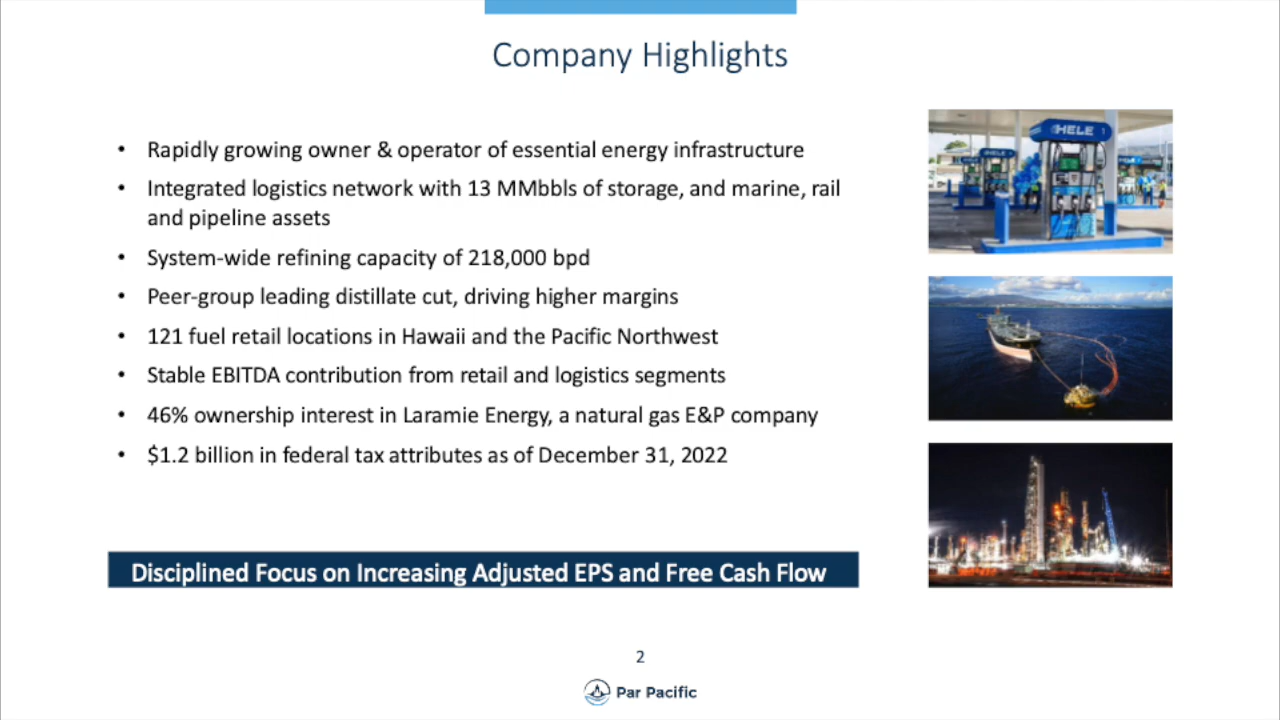 Company Highlights
• Rapidly growing owner & operator of essential energy infrastructure
• Integrated logistics network with 13 MMbbls of storage, and marine, rail
and pipeline assets
• System-wide refining capacity of 218,000 bpd
• Peer-group leading distillate cut, driving higher margins
• 121 fuel retail locations in Hawaii and the Pacific Northwest
• Stable EBITDA contribution from retail and logistics segments
• 46% ownership interest in Laramie Energy, a natural gas E&P company
• $1.2 billion in federal tax attributes as of December 31, 2022
HELE
Disciplined Focus on Increasing Adjusted EPS and Free Cash Flow
2
Par Pacific